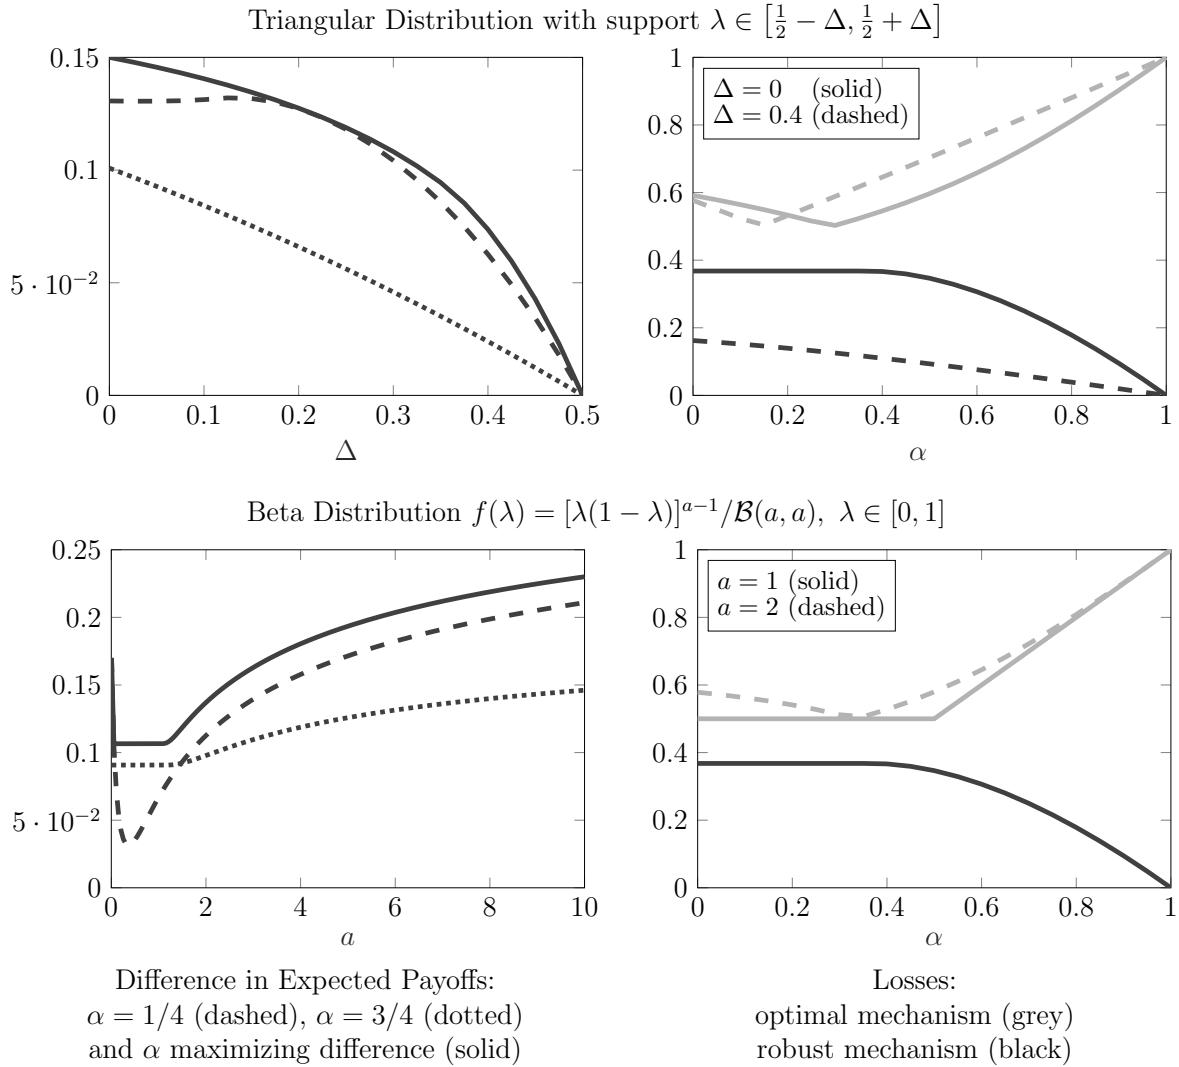 Triangular Distribution with support λ ∈ [1/2 − Δ, 1/2 + Δ]
0.15
0.1
5 · 10⁻²
0
0 0.1 0.2 0.3 0.4 0.5
Δ
Δ = 0 (solid)
Δ = 0.4 (dashed)
1
0.8
0.6
0.4
0.2
0
0 0.2 0.4 0.6 0.8 1
α
Beta Distribution f(λ) = [λ(1 − λ)]ᵃ⁻¹/ℬ(a, a), λ ∈ [0, 1]
0.25
0.2
0.15
0.1
5 · 10⁻²
0
0 2 4 6 8 10
a
a = 1 (solid)
a = 2 (dashed)
1
0.8
0.6
0.4
0.2
0
0 0.2 0.4 0.6 0.8 1
α
Difference in Expected Payoffs:
α = 1/4 (dashed), α = 3/4 (dotted)
and α maximizing difference (solid)
Losses:
optimal mechanism (grey)
robust mechanism (black)